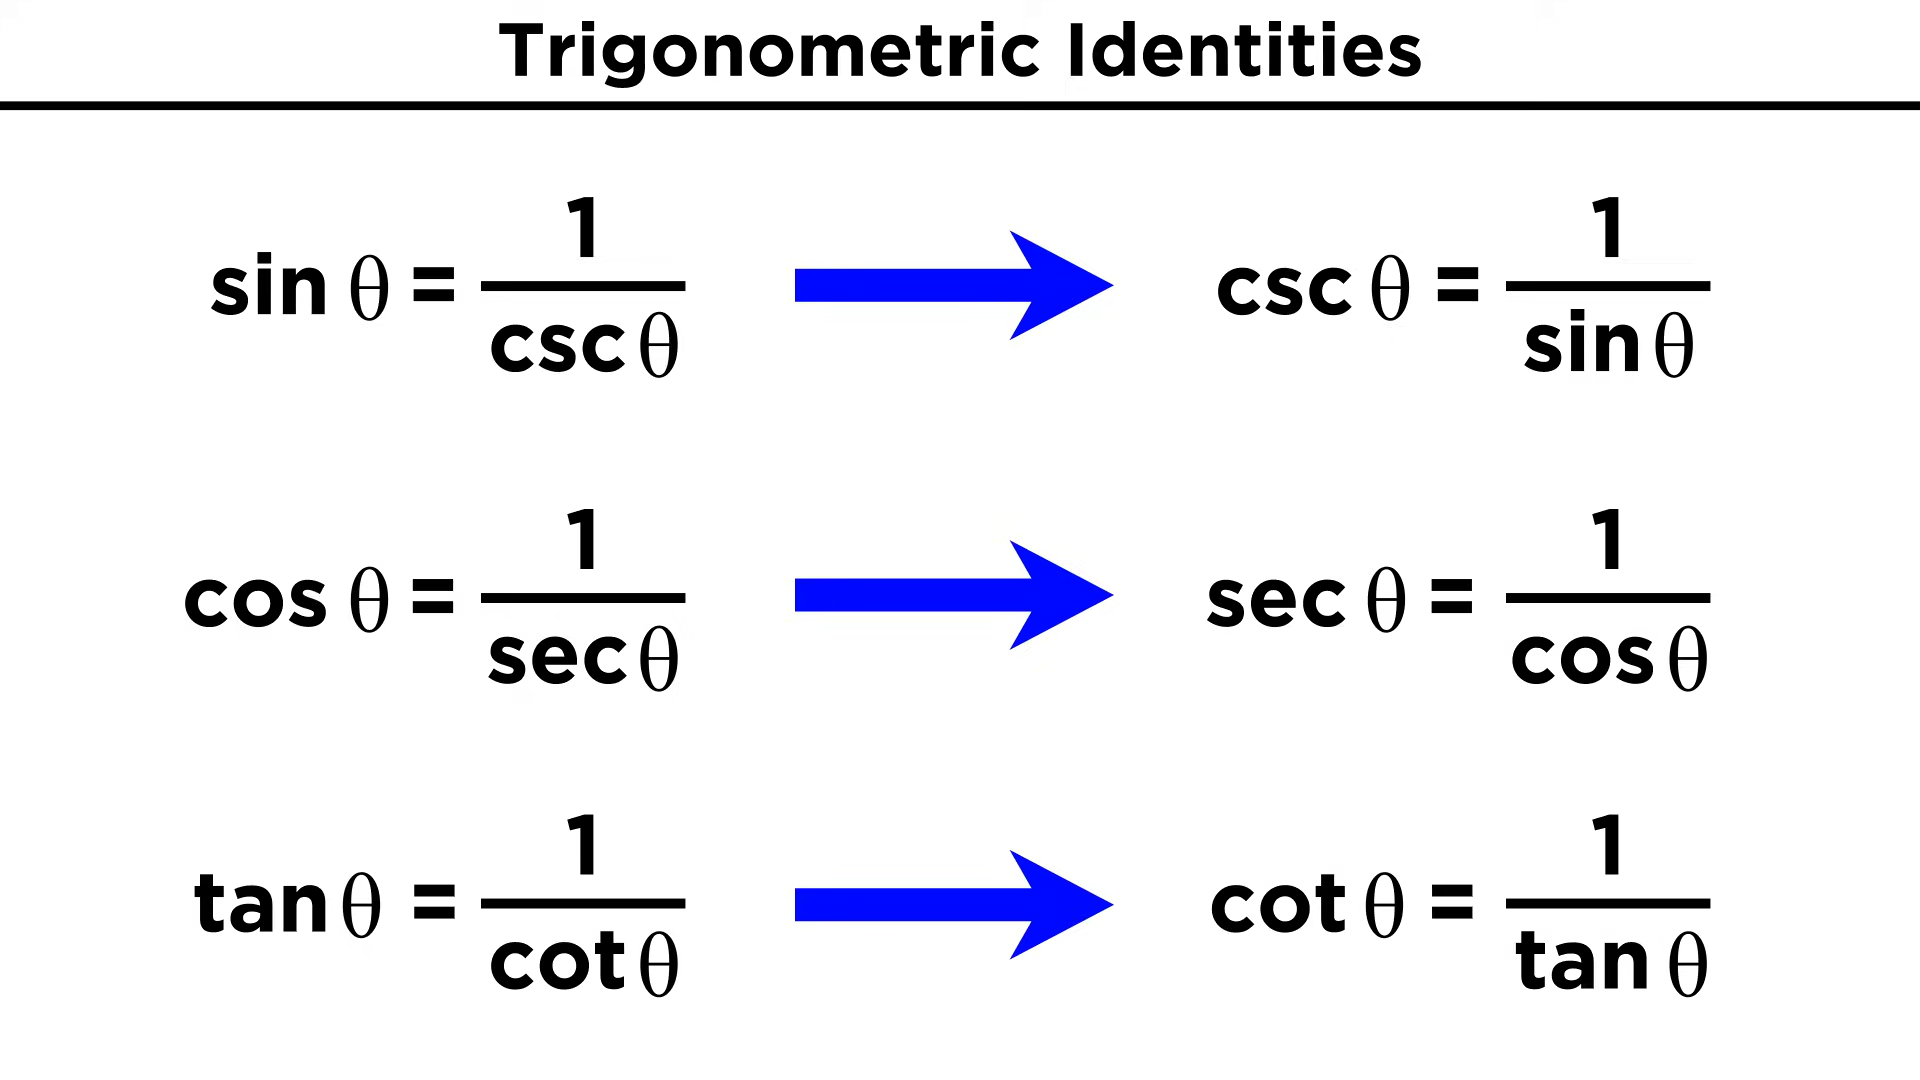 Trigonometric Identities
sin θ = 1/csc θ → csc θ = 1/sin θ
cos θ = 1/sec θ → sec θ = 1/cos θ
tan θ = 1/cot θ → cot θ = 1/tan θ